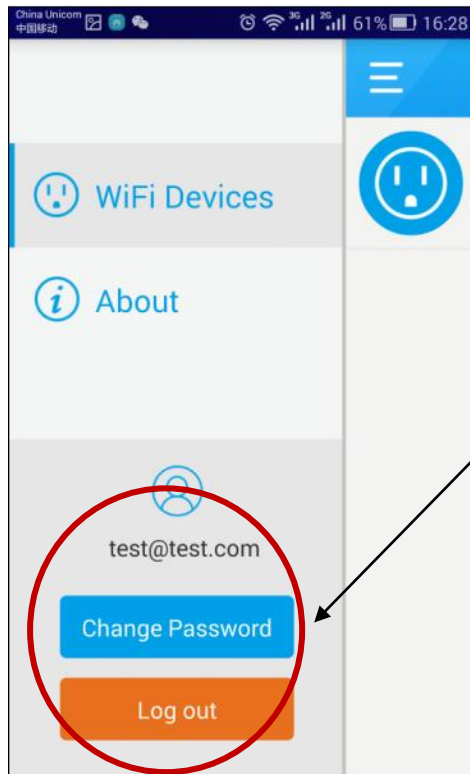 China Unicom
中国移动
3G 2G 61% 16:28
WiFi Devices
i About
test@test.com
Change Password
Log out